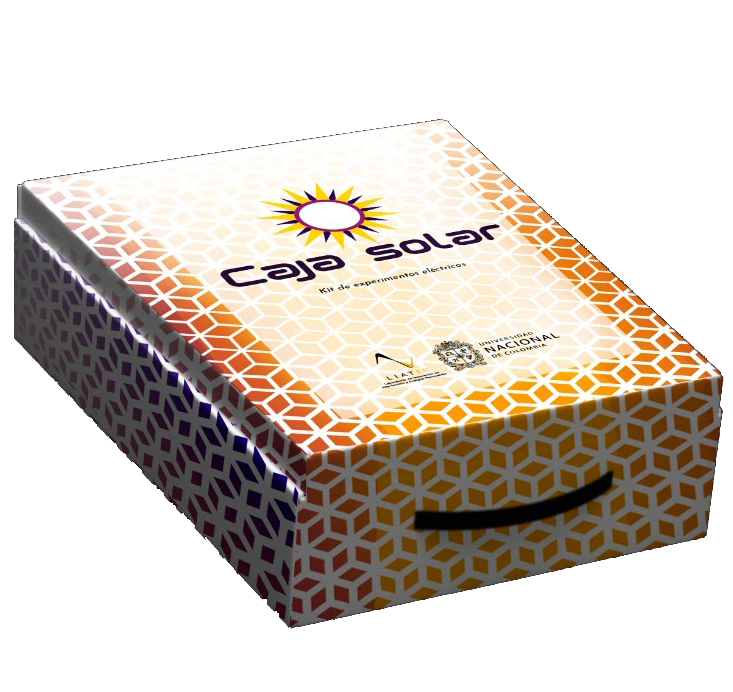 Caja solar
Kit de experimentos eléctricos
LIAT
UNIVERSIDAD
NACIONAL
DE COLOMBIA